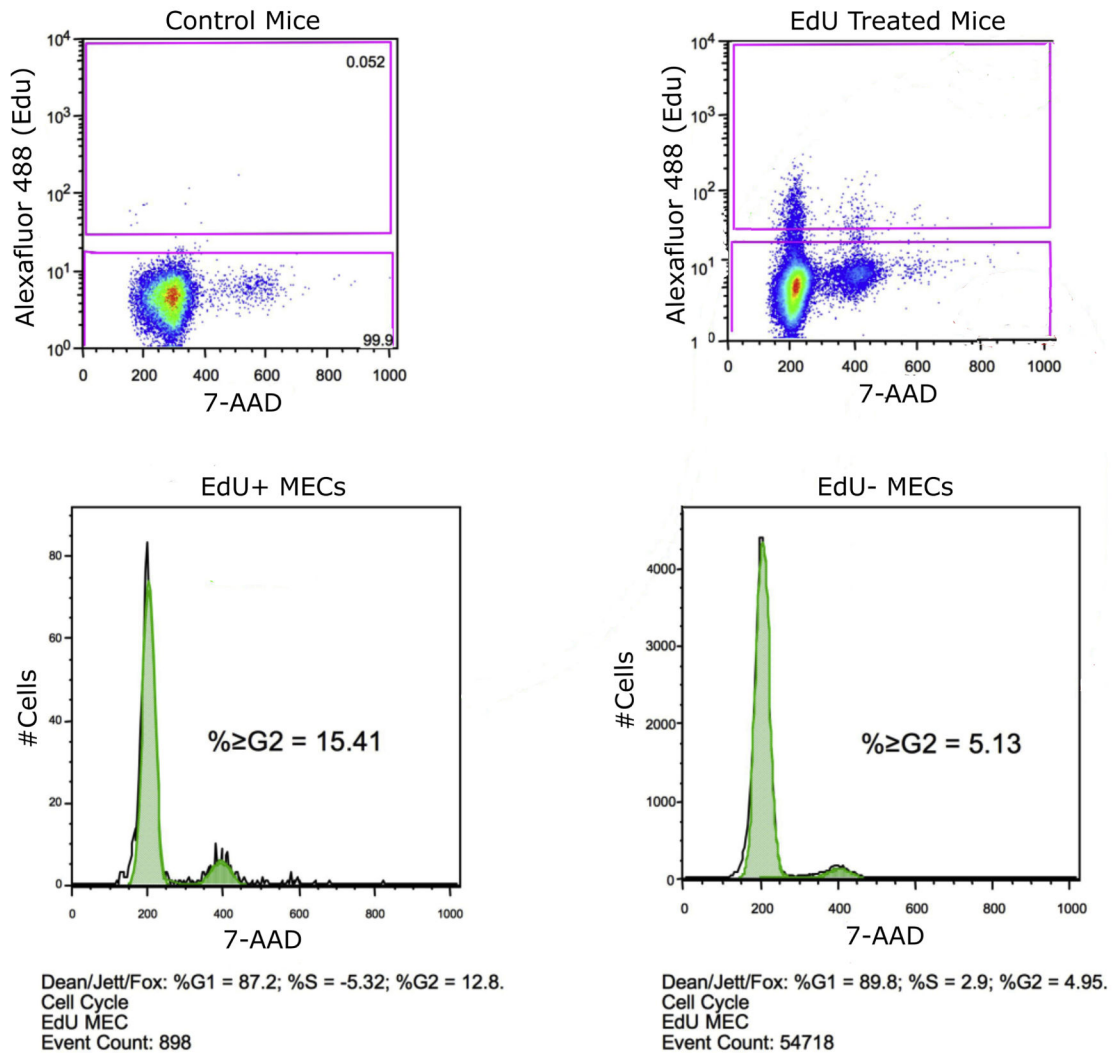 Control Mice
Alexafluor 488 (Edu)
10⁴
10³
10²
10¹
10⁰
0.052
99.9
0 200 400 600 800 1000
7-AAD
EdU Treated Mice
Alexafluor 488 (Edu)
10⁴
10³
10²
10¹
1 0
0 200 400 600 800 1000
7-AAD
EdU+ MECs
#Cells
80
60
40
20
0
%≥G2 = 15.41
0 200 400 600 800 1000
7-AAD
Dean/Jett/Fox: %G1 = 87.2; %S = -5.32; %G2 = 12.8.
Cell Cycle
EdU MEC
Event Count: 898
EdU- MECs
#Cells
4000
3000
2000
1000
0
%≥G2 = 5.13
0 200 400 600 800 1000
7-AAD
Dean/Jett/Fox: %G1 = 89.8; %S = 2.9; %G2 = 4.95.
Cell Cycle
EdU MEC
Event Count: 54718